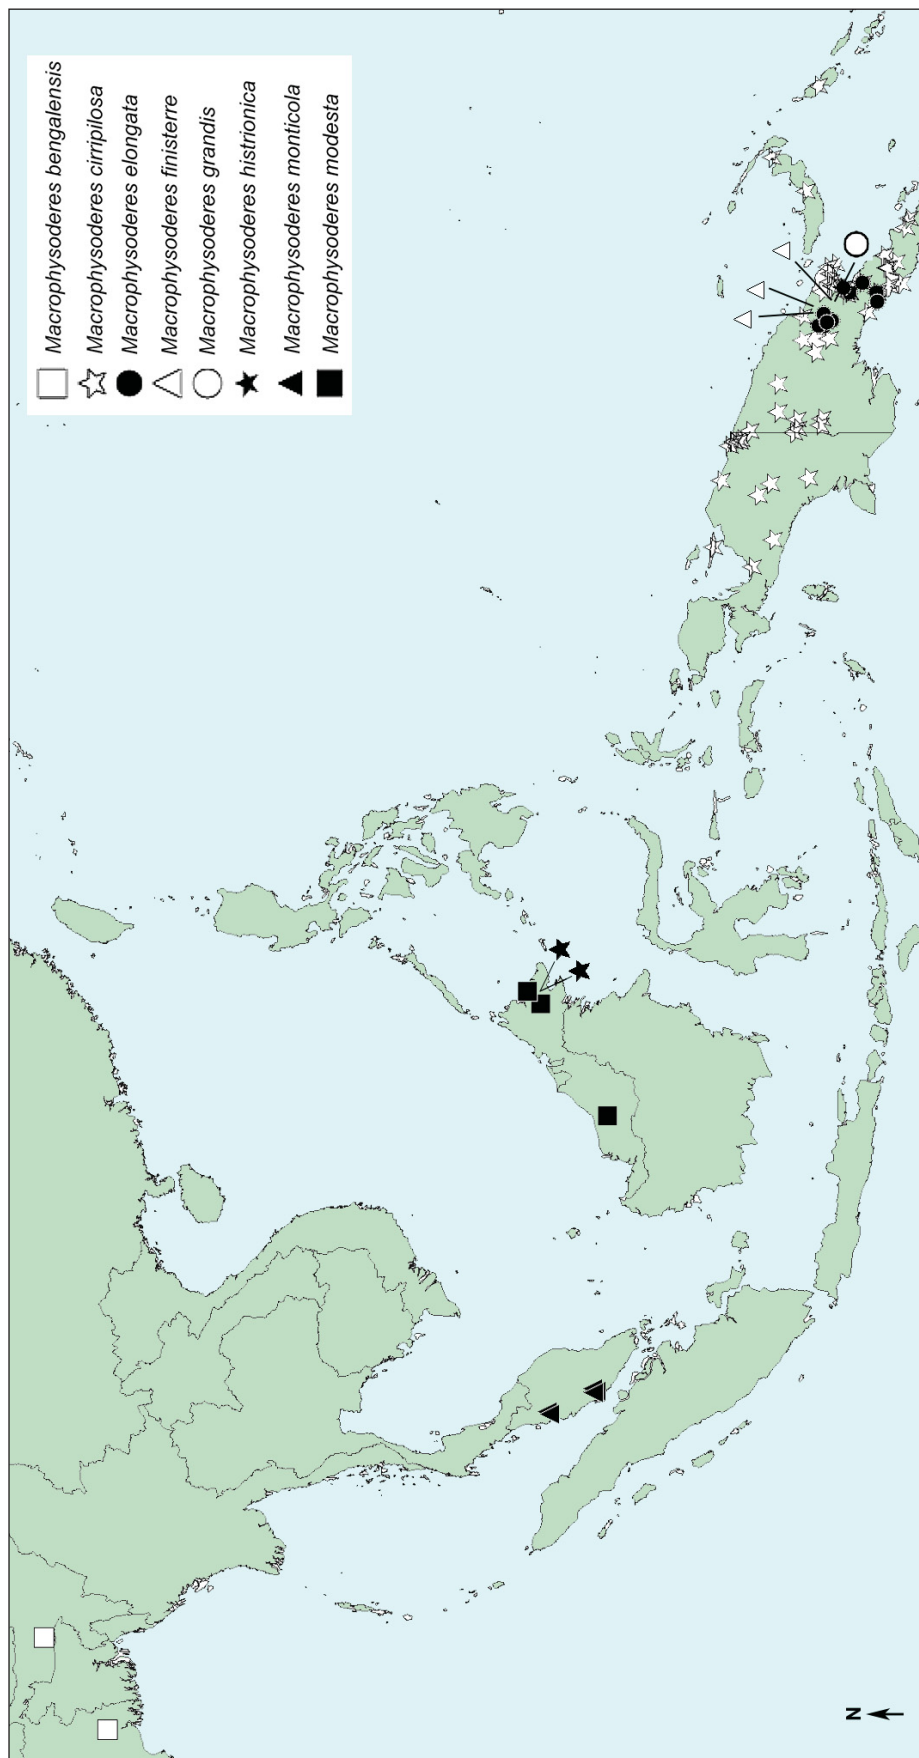 Macrophysoderes bengalensis
Macrophysoderes cirripilosa
Macrophysoderes elongata
Macrophysoderes finisterre
Macrophysoderes grandis
Macrophysoderes histrionica
Macrophysoderes monticola
Macrophysoderes modesta
N